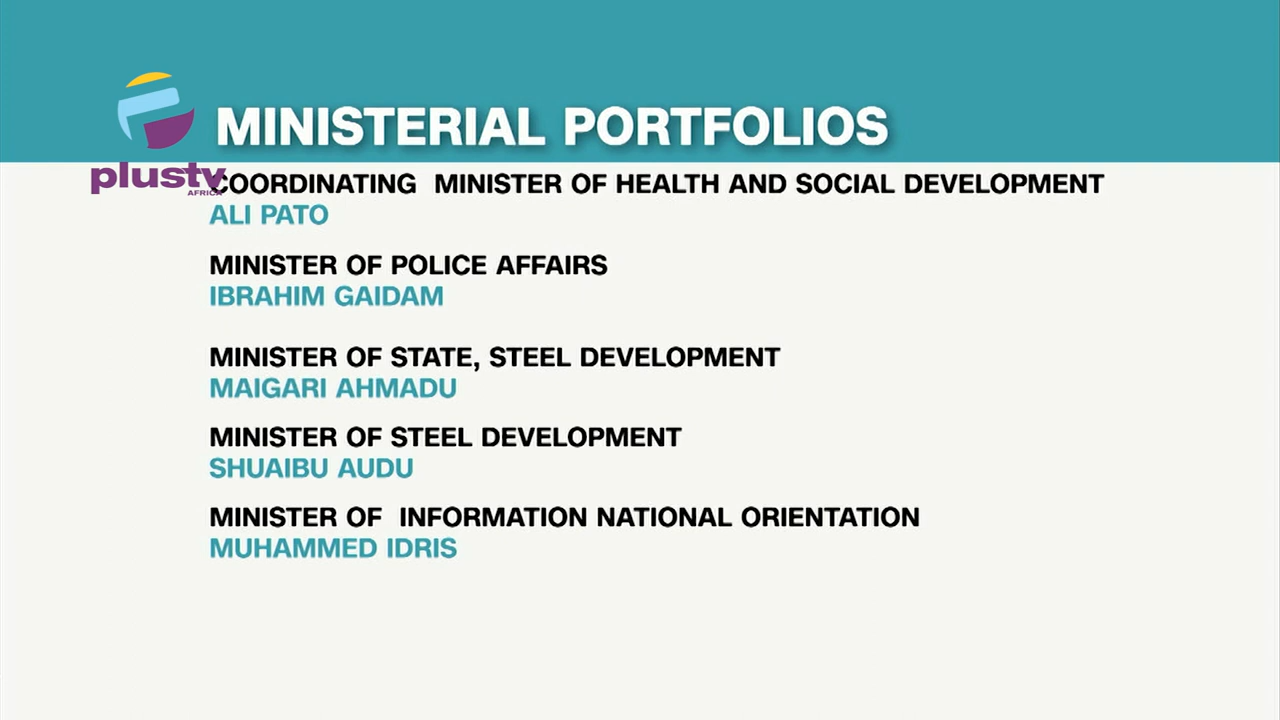 MINISTERIAL PORTFOLIOS
plustv
AFRICA
COORDINATING MINISTER OF HEALTH AND SOCIAL DEVELOPMENT
ALI PATO
MINISTER OF POLICE AFFAIRS
IBRAHIM GAIDAM
MINISTER OF STATE, STEEL DEVELOPMENT
MAIGARI AHMADU
MINISTER OF STEEL DEVELOPMENT
SHUAIBU AUDU
MINISTER OF INFORMATION NATIONAL ORIENTATION
MUHAMMED IDRIS